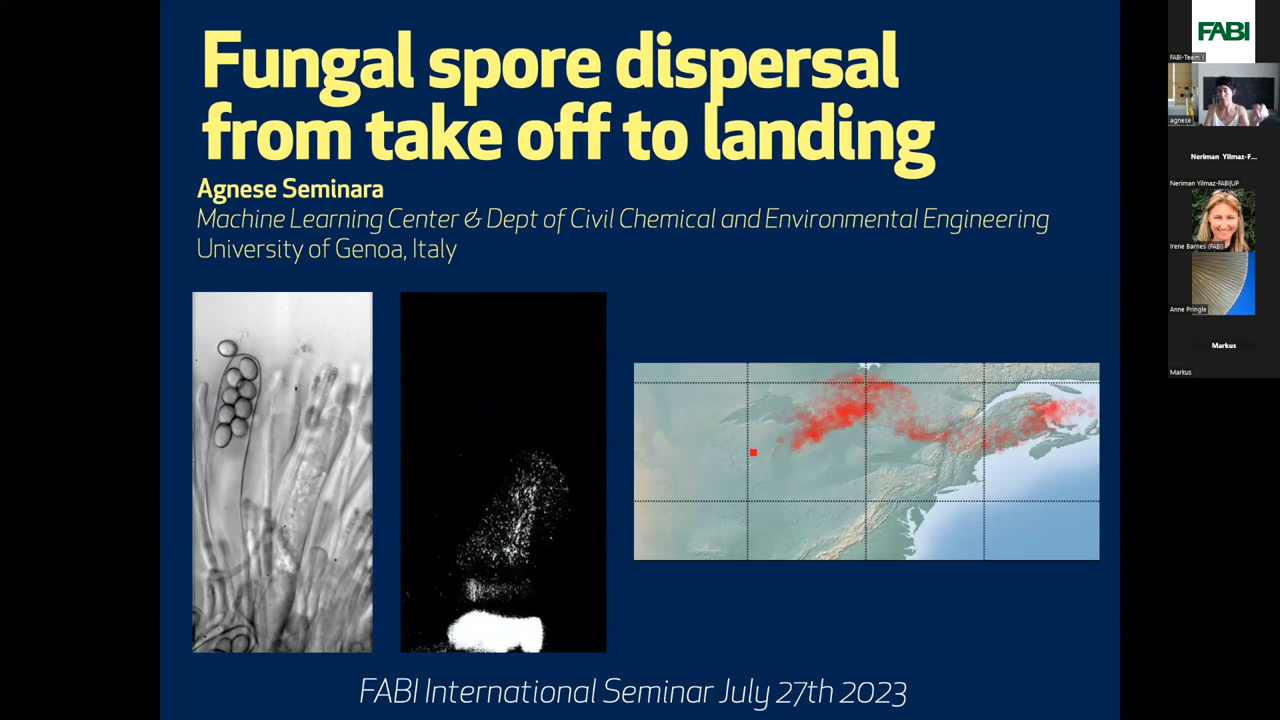 Fungal spore dispersal
from take off to landing
Agnese Seminara
Machine Learning Center & Dept of Civil Chemical and Environmental Engineering
University of Genoa, Italy
FABI International Seminar July 27th 2023
FABI
FABI-Team I
agnese
Neriman Yilmaz-F...
Neriman Yilmaz-FABI|UP
Irene Barnes (FABI)
Anne Pringle
Markus
Markus